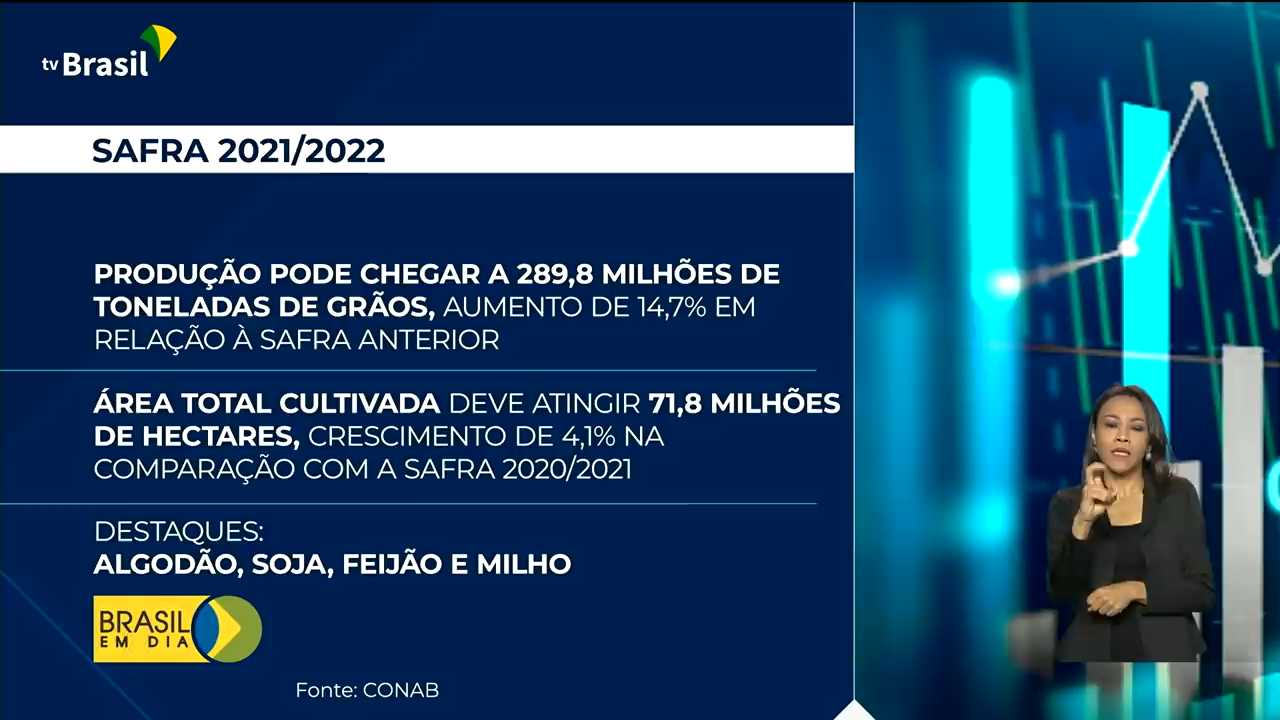 tv Brasil
SAFRA 2021/2022
PRODUÇÃO PODE CHEGAR A 289,8 MILHÕES DE
TONELADAS DE GRÃOS, AUMENTO DE 14,7% EM
RELAÇÃO À SAFRA ANTERIOR
ÁREA TOTAL CULTIVADA DEVE ATINGIR 71,8 MILHÕES
DE HECTARES, CRESCIMENTO DE 4,1% NA
COMPARAÇÃO COM A SAFRA 2020/2021
DESTAQUES:
ALGODÃO, SOJA, FEIJÃO E MILHO
BRASIL
EM DIA
Fonte: CONAB